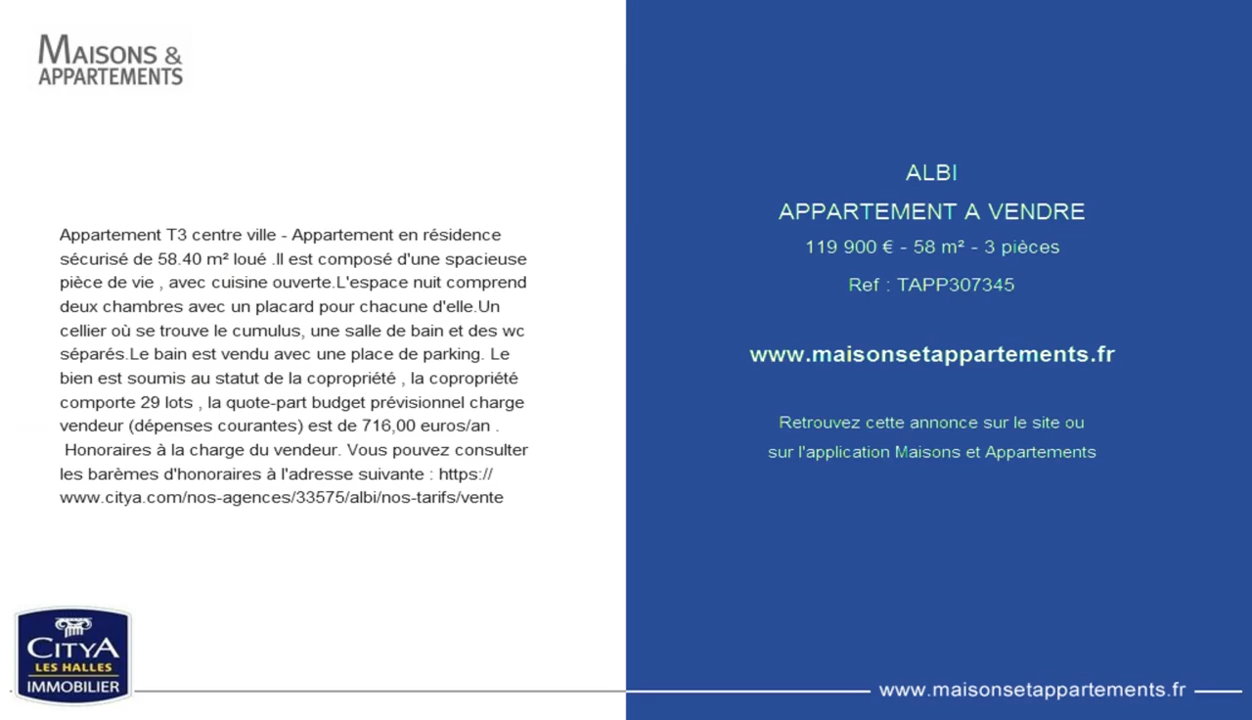 MAISONS &
APPARTEMENTS
Appartement T3 centre ville - Appartement en résidence
sécurisé de 58.40 m² loué .Il est composé d'une spacieuse
pièce de vie , avec cuisine ouverte.L'espace nuit comprend
deux chambres avec un placard pour chacune d'elle.Un
cellier où se trouve le cumulus, une salle de bain et des wc
séparés.Le bain est vendu avec une place de parking. Le
bien est soumis au statut de la copropriété , la copropriété
comporte 29 lots , la quote-part budget prévisionnel charge
vendeur (dépenses courantes) est de 716,00 euros/an .
Honoraires à la charge du vendeur. Vous pouvez consulter
les barèmes d'honoraires à l'adresse suivante : https://
www.citya.com/nos-agences/33575/albi/nos-tarifs/vente
CITYA
LES HALLES
IMMOBILIER
ALBI
APPARTEMENT A VENDRE
119 900 € - 58 m² - 3 pièces
Ref : TAPP307345
www.maisonsetappartements.fr
Retrouvez cette annonce sur le site ou
sur l'application Maisons et Appartements
www.maisonsetappartements.fr